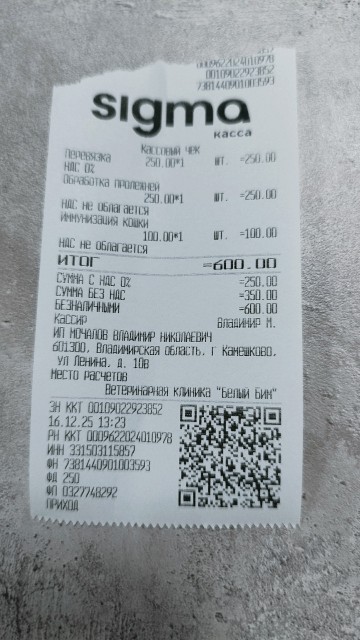 0009622024010978
00109022923852
7381440901003593
sigma
касса
Кассовый чек
Перевязка 250.00*1 ШТ. =250.00
НДС 0%
Обработка пролежней
250.00*1 ШТ. =250.00
НДС не облагается
Иммунизация кошки
100.00*1 ШТ. =100.00
НДС не облагается
ИТОГ =600.00
СУММА С НДС 0% =250.00
СУММА БЕЗ НДС =350.00
БЕЗНАЛИЧНЫМИ =600.00
Кассир Владимир М.
ИП МОЧАЛОВ ВЛАДИМИР НИКОЛАЕВИЧ
601300, Владимирская область, г Камешково,
ул Ленина, д. 10в
Место расчетов
Ветеринарная клиника "Белый Бим"
ЗН ККТ 00109022923852
16.12.25 13:23
РН ККТ 0009622024010978
ИНН 331503115857
ФН 7381440901003593
ФД 250
ФП 0327748292
ПРИХОД